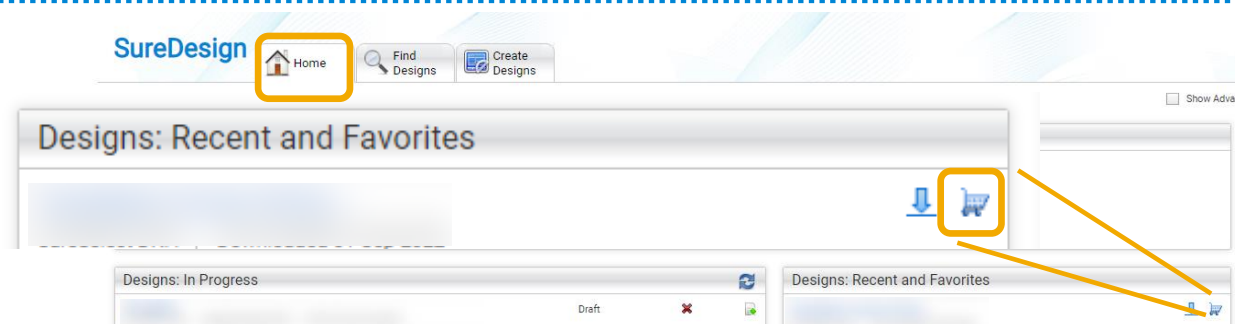 SureDesign
Home
Find
Designs
Create
Designs
Show Adva
Designs: Recent and Favorites
Designs: In Progress
Designs: Recent and Favorites
Draft